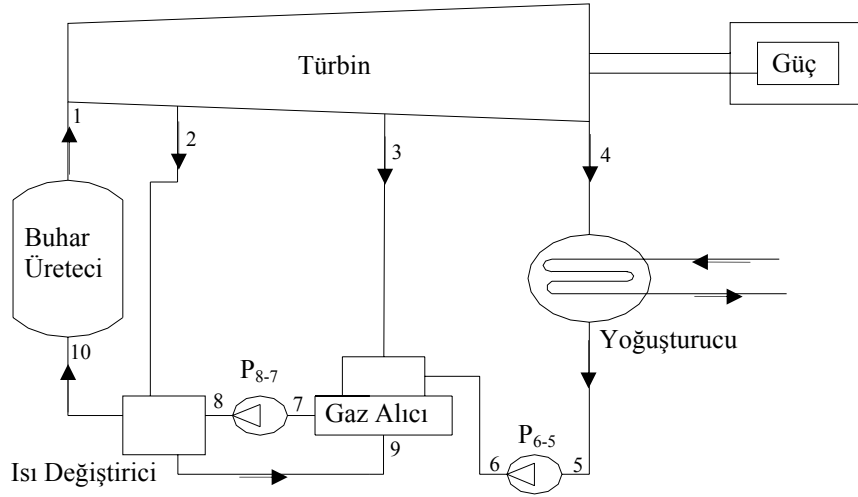 Türbin
Güç
1
2
3
4
Buhar
Üreteci
Yoğuşturucu
10
P8-7
8
7
Gaz Alıcı
P6-5
9
6
5
Isı Değiştirici